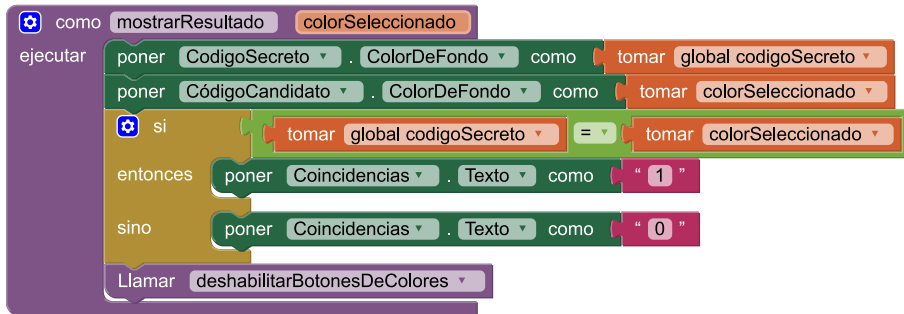 como mostrarResultado colorSeleccionado
ejecutar poner CodigoSecreto . ColorDeFondo como tomar global codigoSecreto
poner CódigoCandidato . ColorDeFondo como tomar colorSeleccionado
si tomar global codigoSecreto = tomar colorSeleccionado
entonces poner Coincidencias . Texto como “ 1 ”
sino poner Coincidencias . Texto como “ 0 ”
Llamar deshabilitarBotonesDeColores